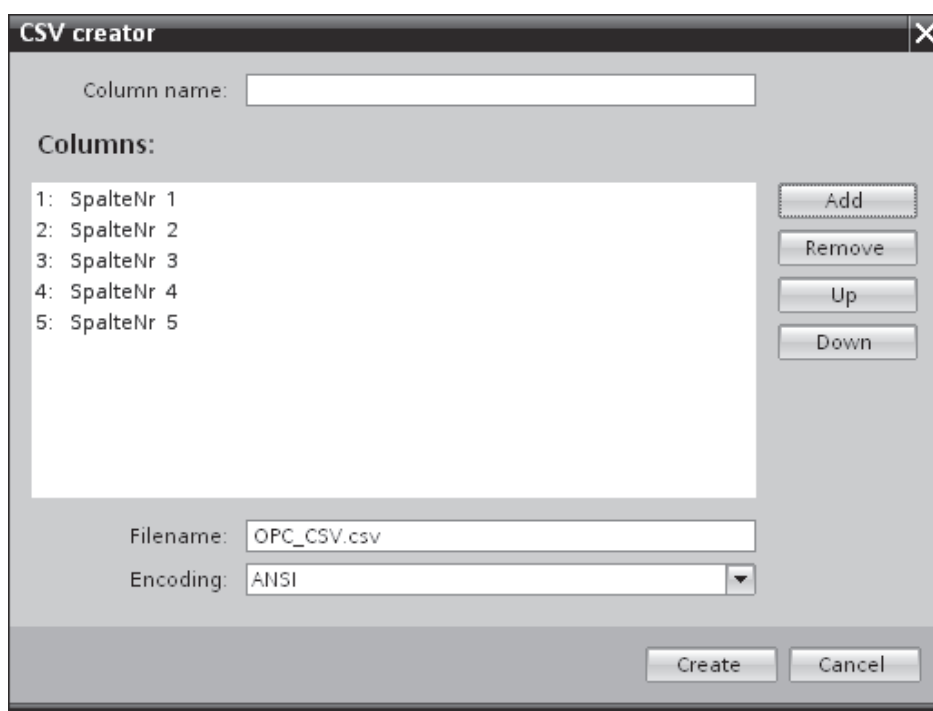 CSV creator
Column name:
Columns:
1: SpalteNr 1
2: SpalteNr 2
3: SpalteNr 3
4: SpalteNr 4
5: SpalteNr 5
Add
Remove
Up
Down
Filename: OPC_CSV.csv
Encoding: ANSI
Create Cancel